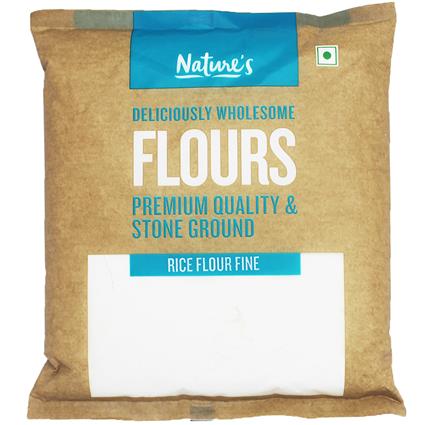 Nature's
DELICIOUSLY WHOLESOME
FLOURS
PREMIUM QUALITY &
STONE GROUND
RICE FLOUR FINE